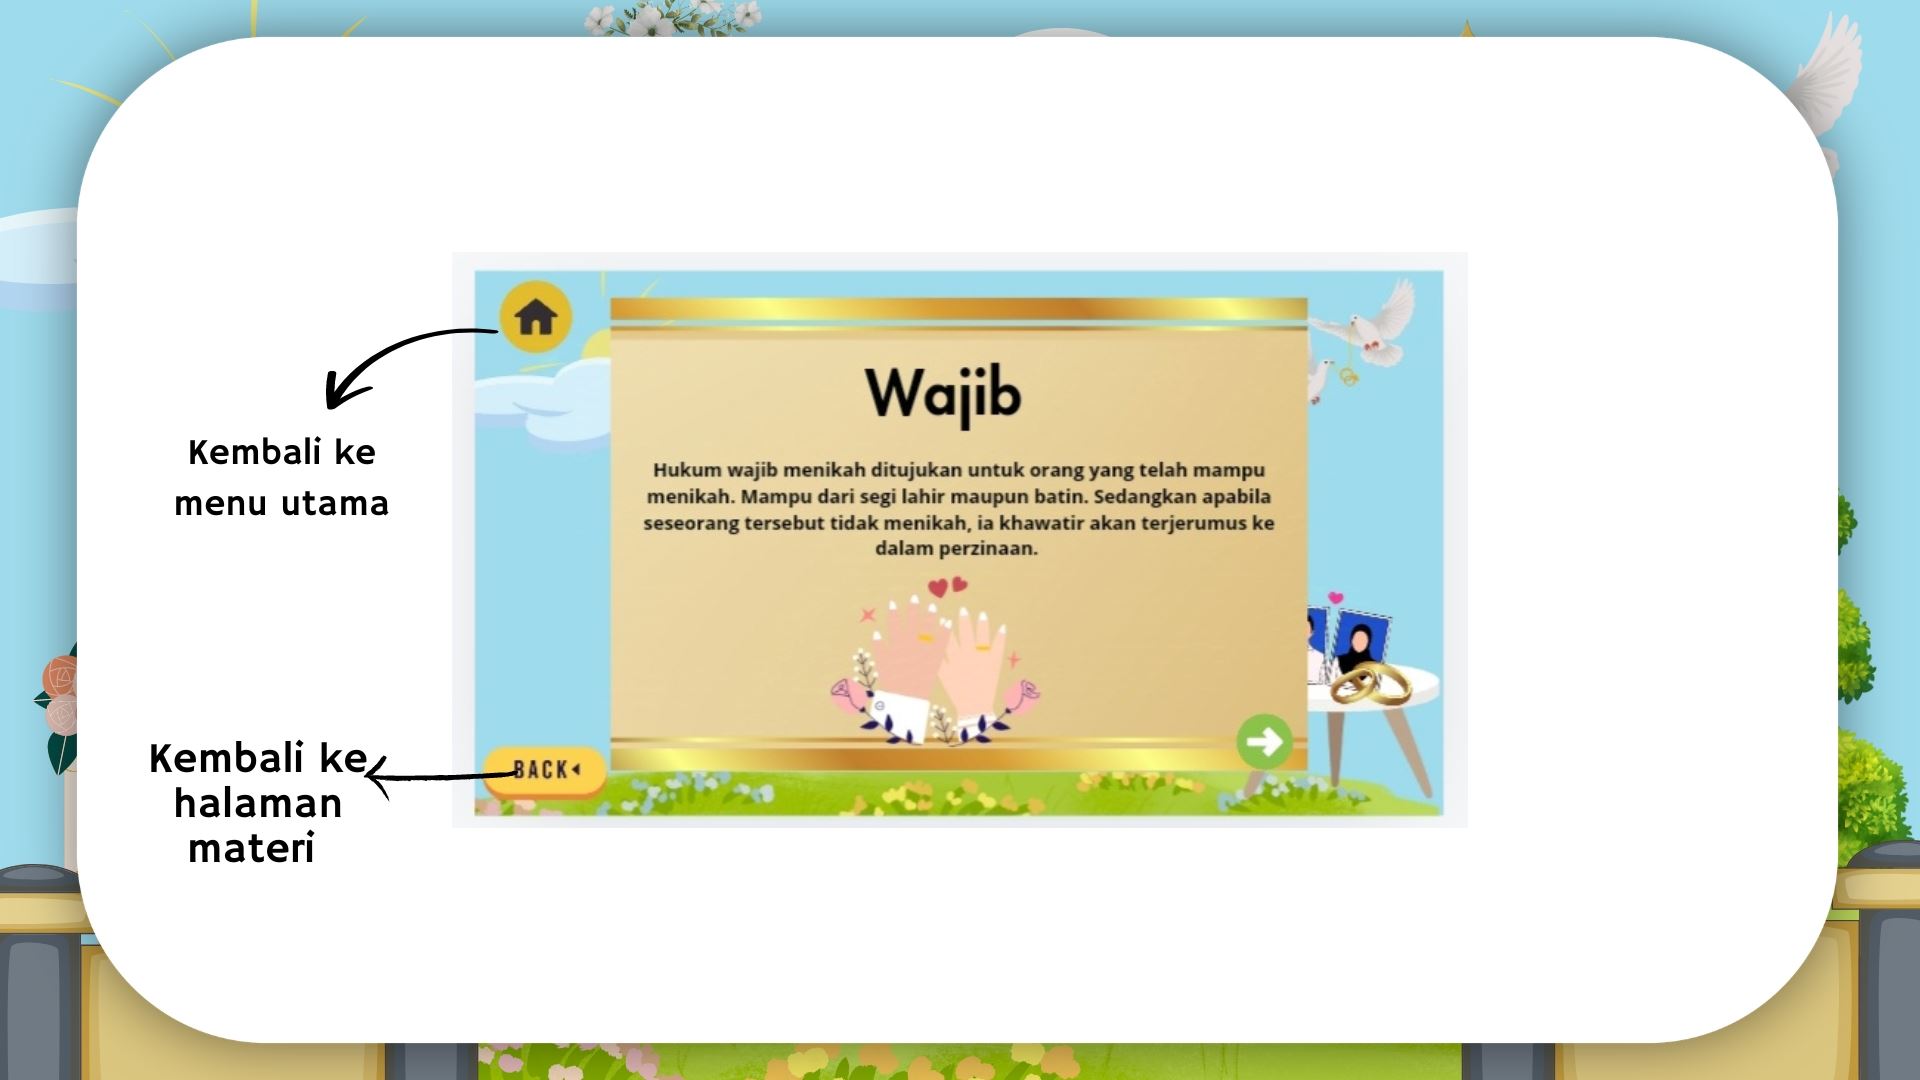 Wajib
Hukum wajib menikah ditujukan untuk orang yang telah mampu
menikah. Mampu dari segi lahir maupun batin. Sedangkan apabila
seseorang tersebut tidak menikah, ia khawatir akan terjerumus ke
dalam perzinaan.
Kembali ke
menu utama
BACK
Kembali ke
halaman
materi